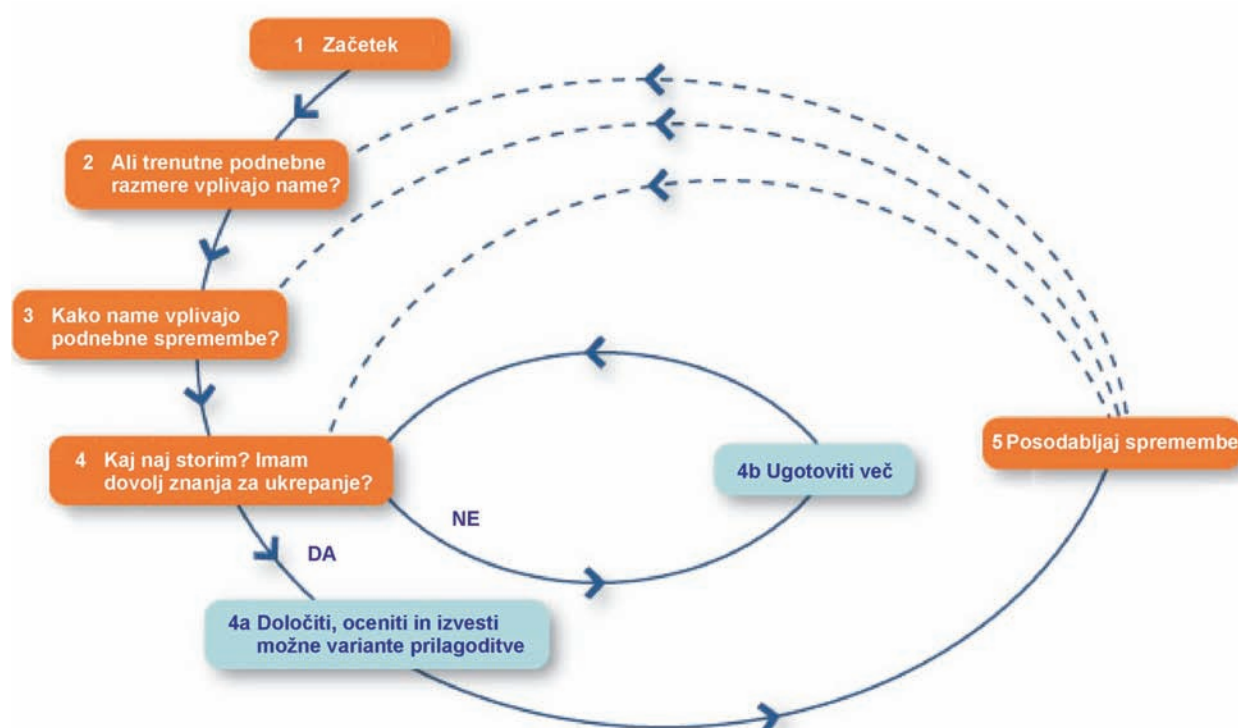 1 Začetek
2 Ali trenutne podnebne
razmere vplivajo name?
3 Kako name vplivajo
podnebne spremembe?
4 Kaj naj storim? Imam
dovolj znanja za ukrepanje?
4b Ugotoviti več
5 Posodabljaj spremembe
NE
DA
4a Določiti, oceniti in izvesti
možne variante prilagoditve